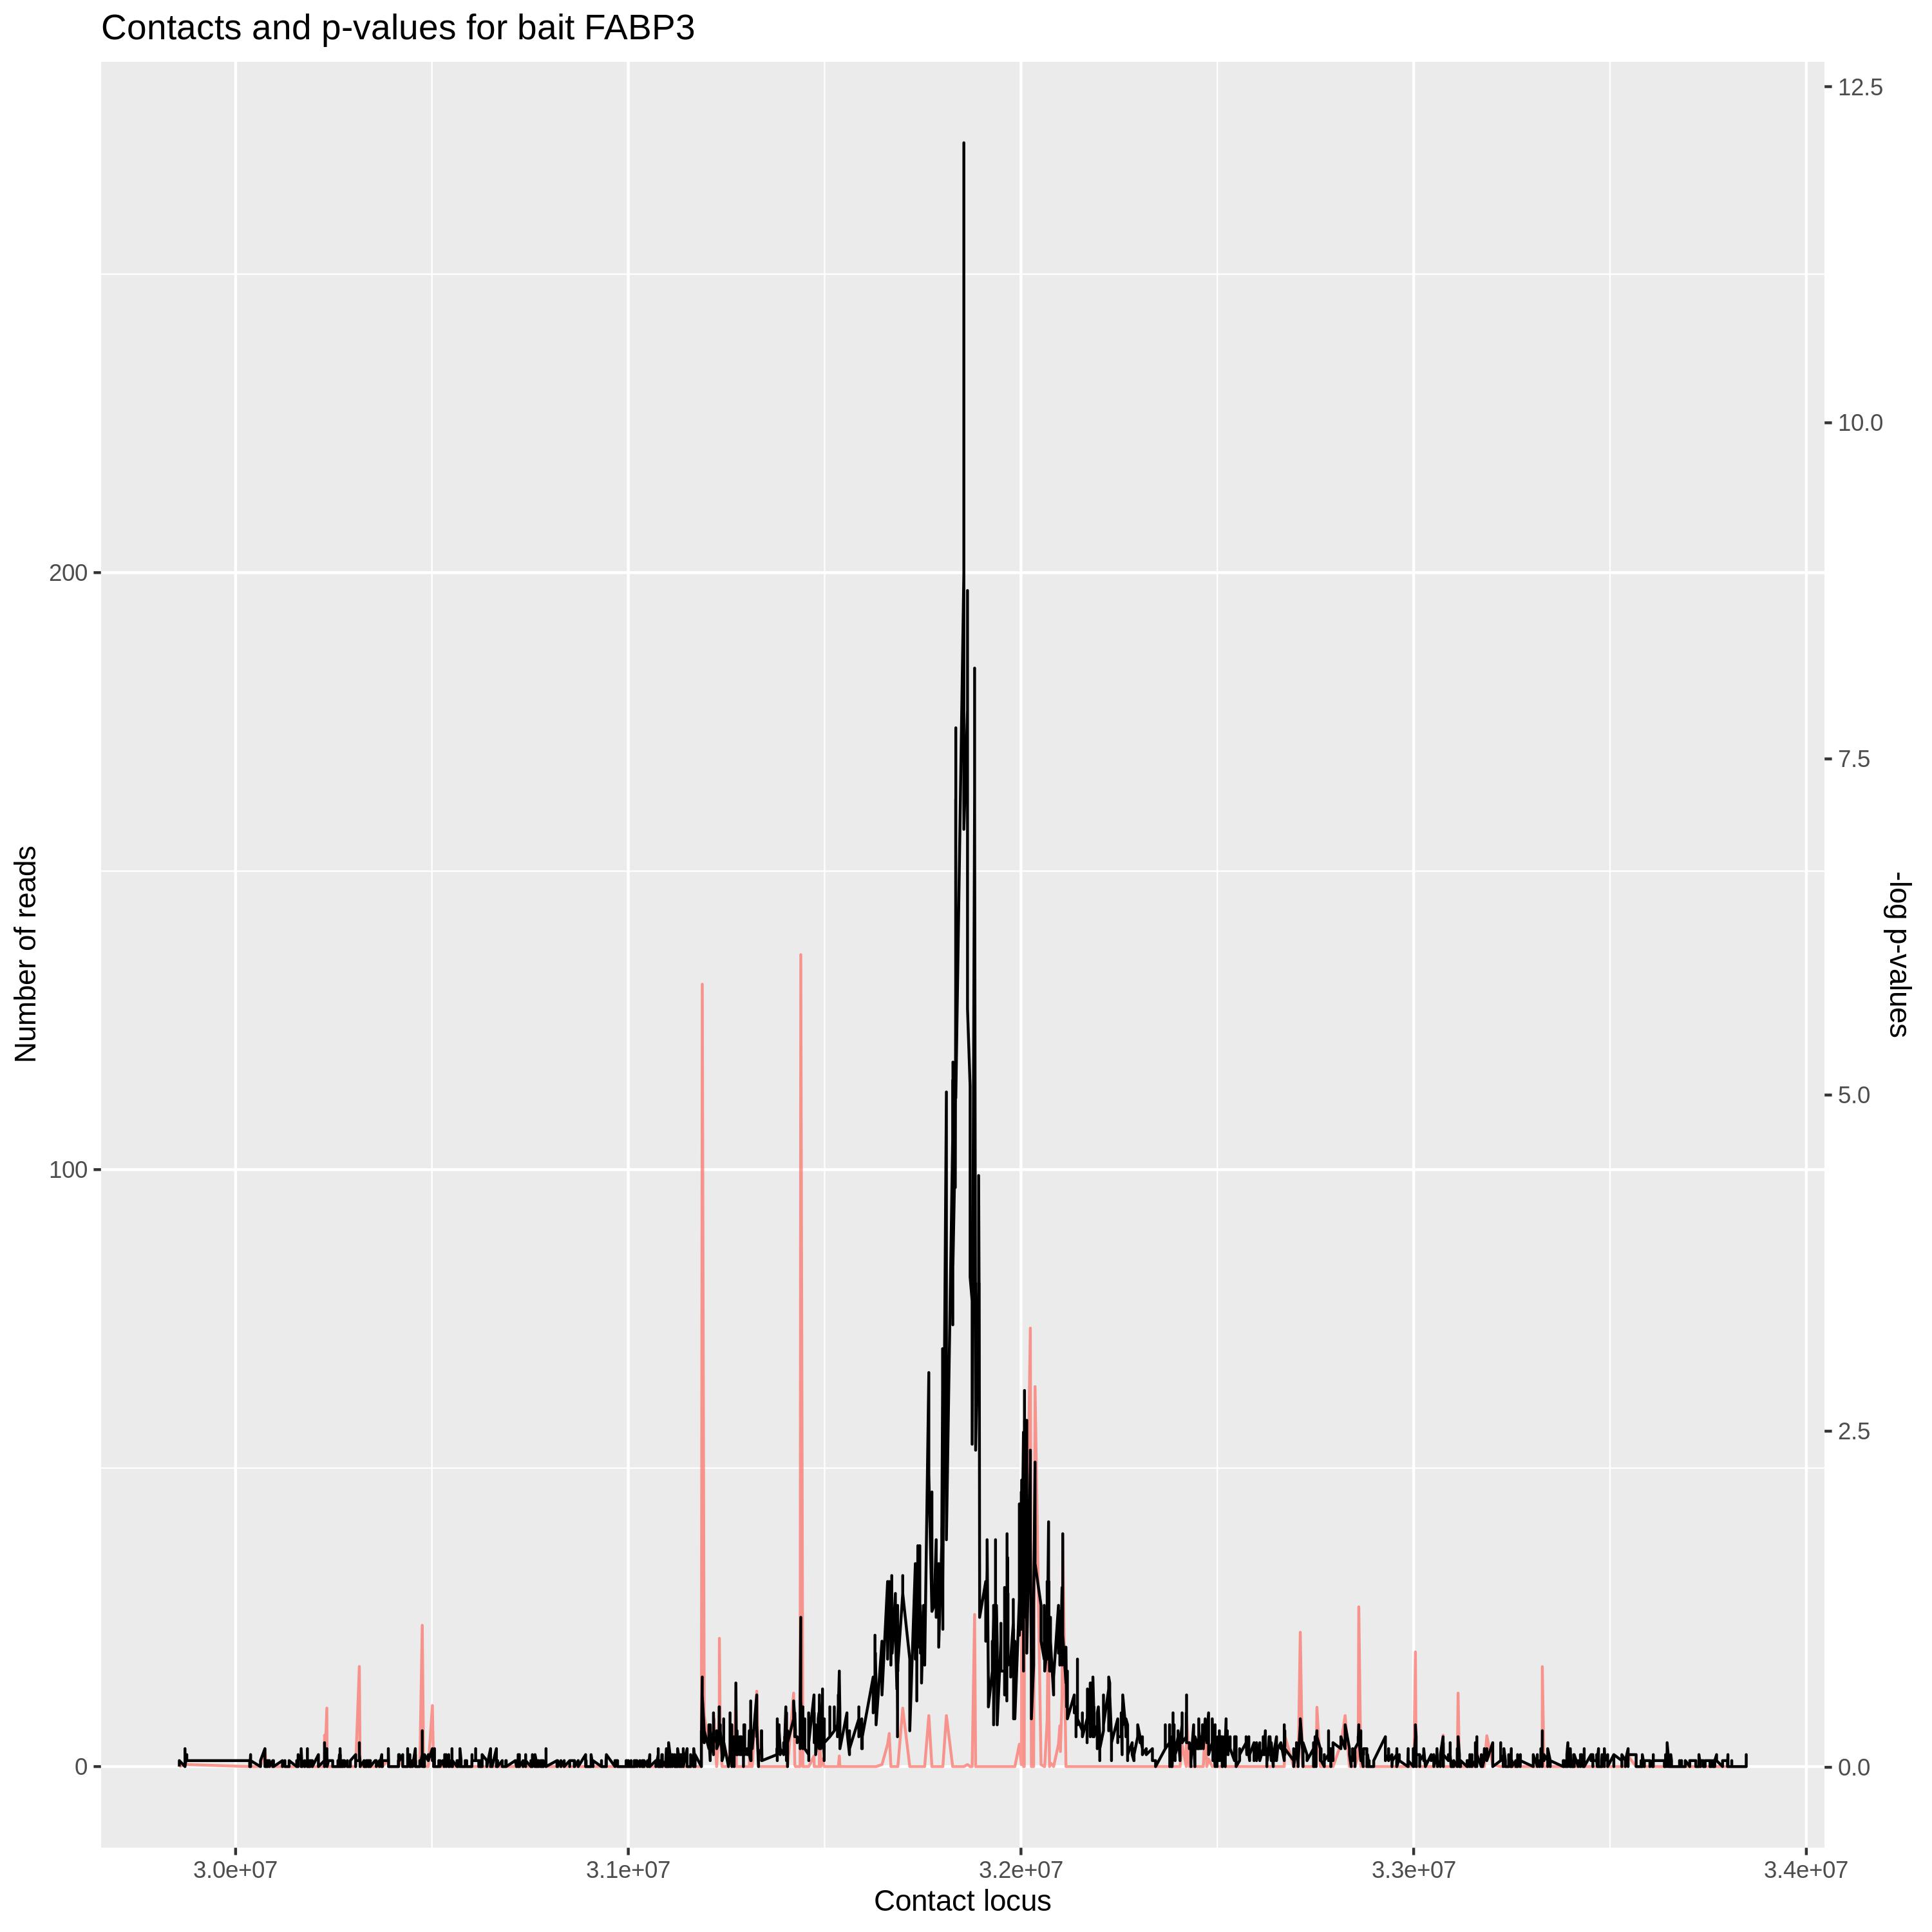 Contacts and p-values for bait FABP3
12.5
10.0
200
7.5
Number of reads
-log p-values
5.0
100
2.5
0
0.0
3.0e+07
3.1e+07
3.2e+07
3.3e+07
3.4e+07
Contact locus